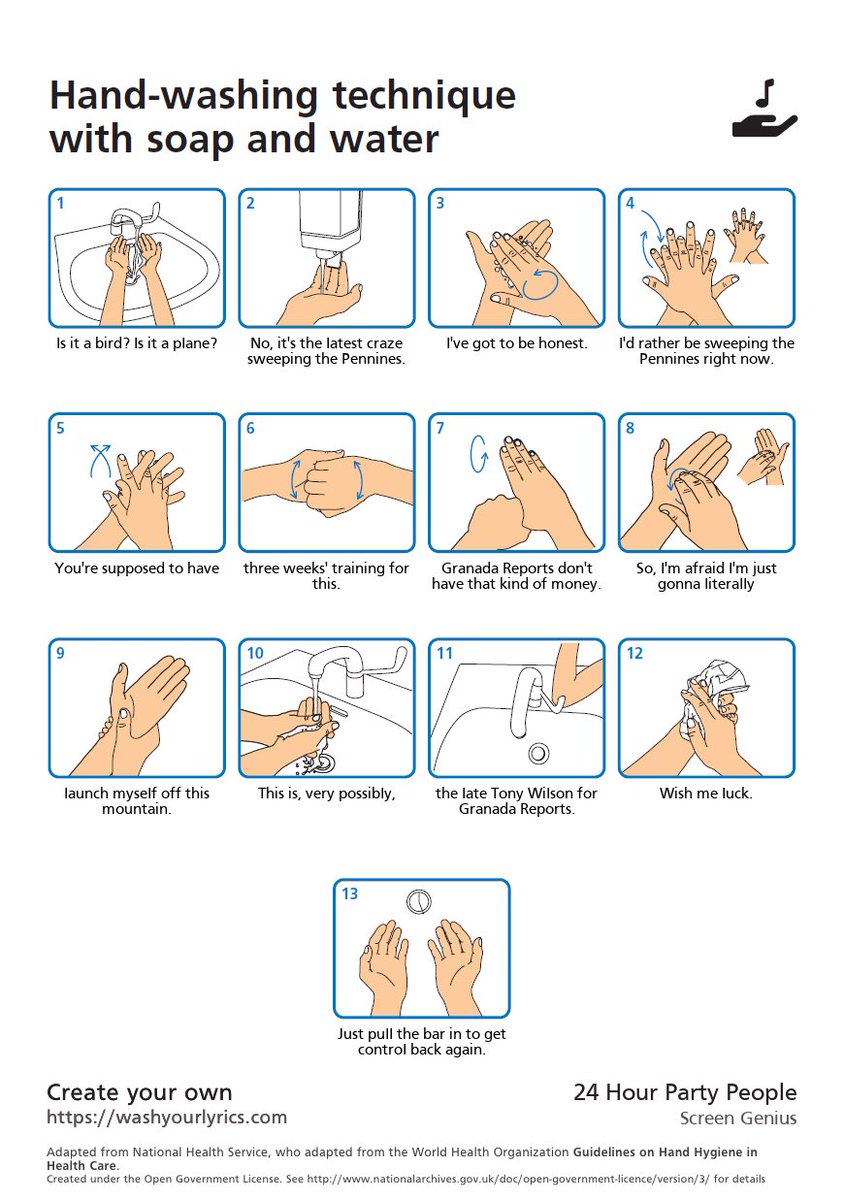 Hand-washing technique
with soap and water
1
2
3
4
Is it a bird? Is it a plane?
No, it's the latest craze
sweeping the Pennines.
I've got to be honest.
I'd rather be sweeping the
Pennines right now.
5
6
7
8
You're supposed to have
three weeks' training for
this.
Granada Reports don't
have that kind of money.
So, I'm afraid I'm just
gonna literally
9
10
11
12
launch myself off this
mountain.
This is, very possibly,
the late Tony Wilson for
Granada Reports.
Wish me luck.
13
Just pull the bar in to get
control back again.
Create your own
https://washyourlyrics.com
24 Hour Party People
Screen Genius
Adapted from National Health Service, who adapted from the World Health Organization Guidelines on Hand Hygiene in
Health Care.
Created under the Open Government License. See http://www.nationalarchives.gov.uk/doc/open-government-licence/version/3/ for details